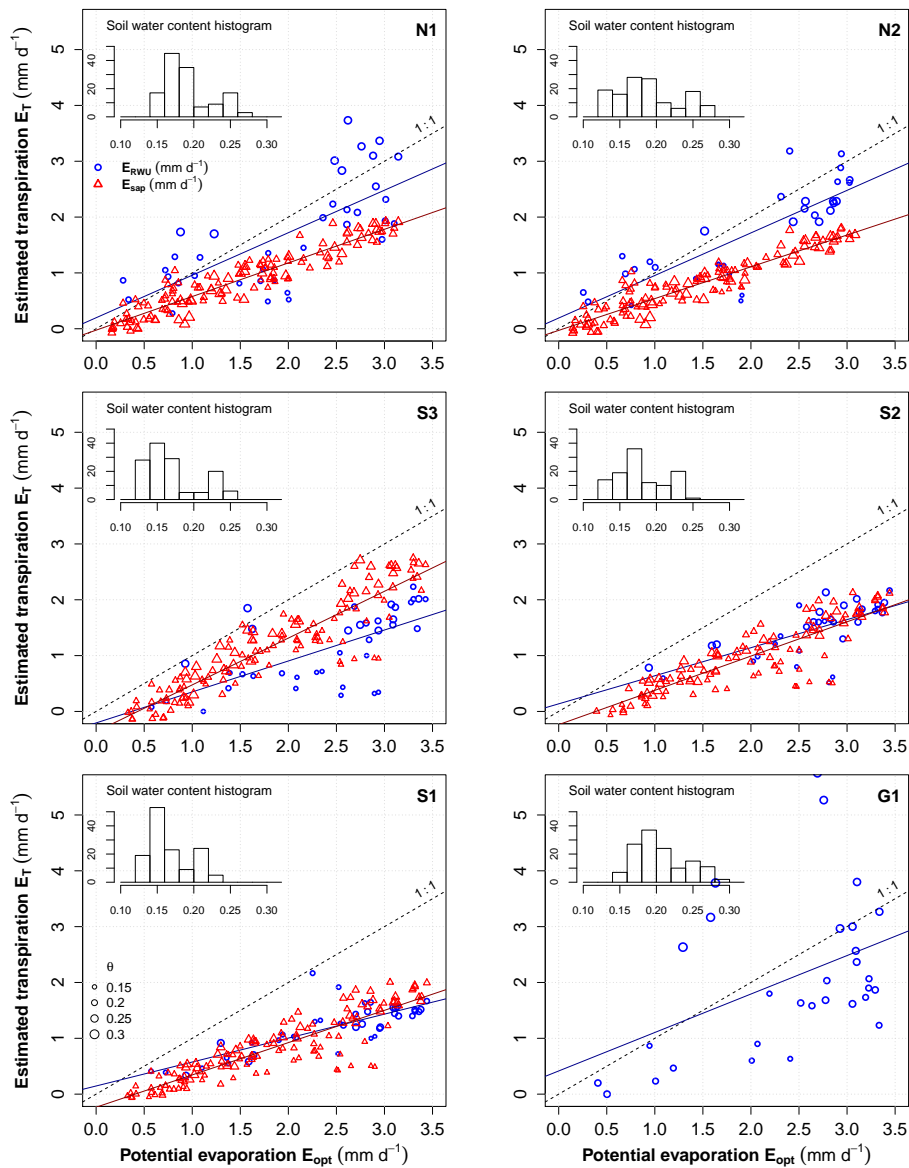 Soil water content histogram N1
0 20 40
0.10 0.15 0.20 0.25 0.30
1:1
E_RWU (mm d⁻¹)
E_sap (mm d⁻¹)
Estimated transpiration E_T (mm d⁻¹)
0 1 2 3 4 5
0.0 0.5 1.0 1.5 2.0 2.5 3.0 3.5
Soil water content histogram N2
0 20 40
0.10 0.15 0.20 0.25 0.30
1:1
0.0 0.5 1.0 1.5 2.0 2.5 3.0 3.5
Soil water content histogram S3
0 20 40
0.10 0.15 0.20 0.25 0.30
1:1
Estimated transpiration E_T (mm d⁻¹)
0 1 2 3 4 5
0.0 0.5 1.0 1.5 2.0 2.5 3.0 3.5
Soil water content histogram S2
0 20 40
0.10 0.15 0.20 0.25 0.30
1:1
0.0 0.5 1.0 1.5 2.0 2.5 3.0 3.5
Soil water content histogram S1
0 20 40
0.10 0.15 0.20 0.25 0.30
1:1
θ
0.15
0.2
0.25
0.3
Estimated transpiration E_T (mm d⁻¹)
0 1 2 3 4 5
0.0 0.5 1.0 1.5 2.0 2.5 3.0 3.5
Potential evaporation E_opt (mm d⁻¹)
Soil water content histogram G1
0 20 40
0.10 0.15 0.20 0.25 0.30
1:1
0.0 0.5 1.0 1.5 2.0 2.5 3.0 3.5
Potential evaporation E_opt (mm d⁻¹)